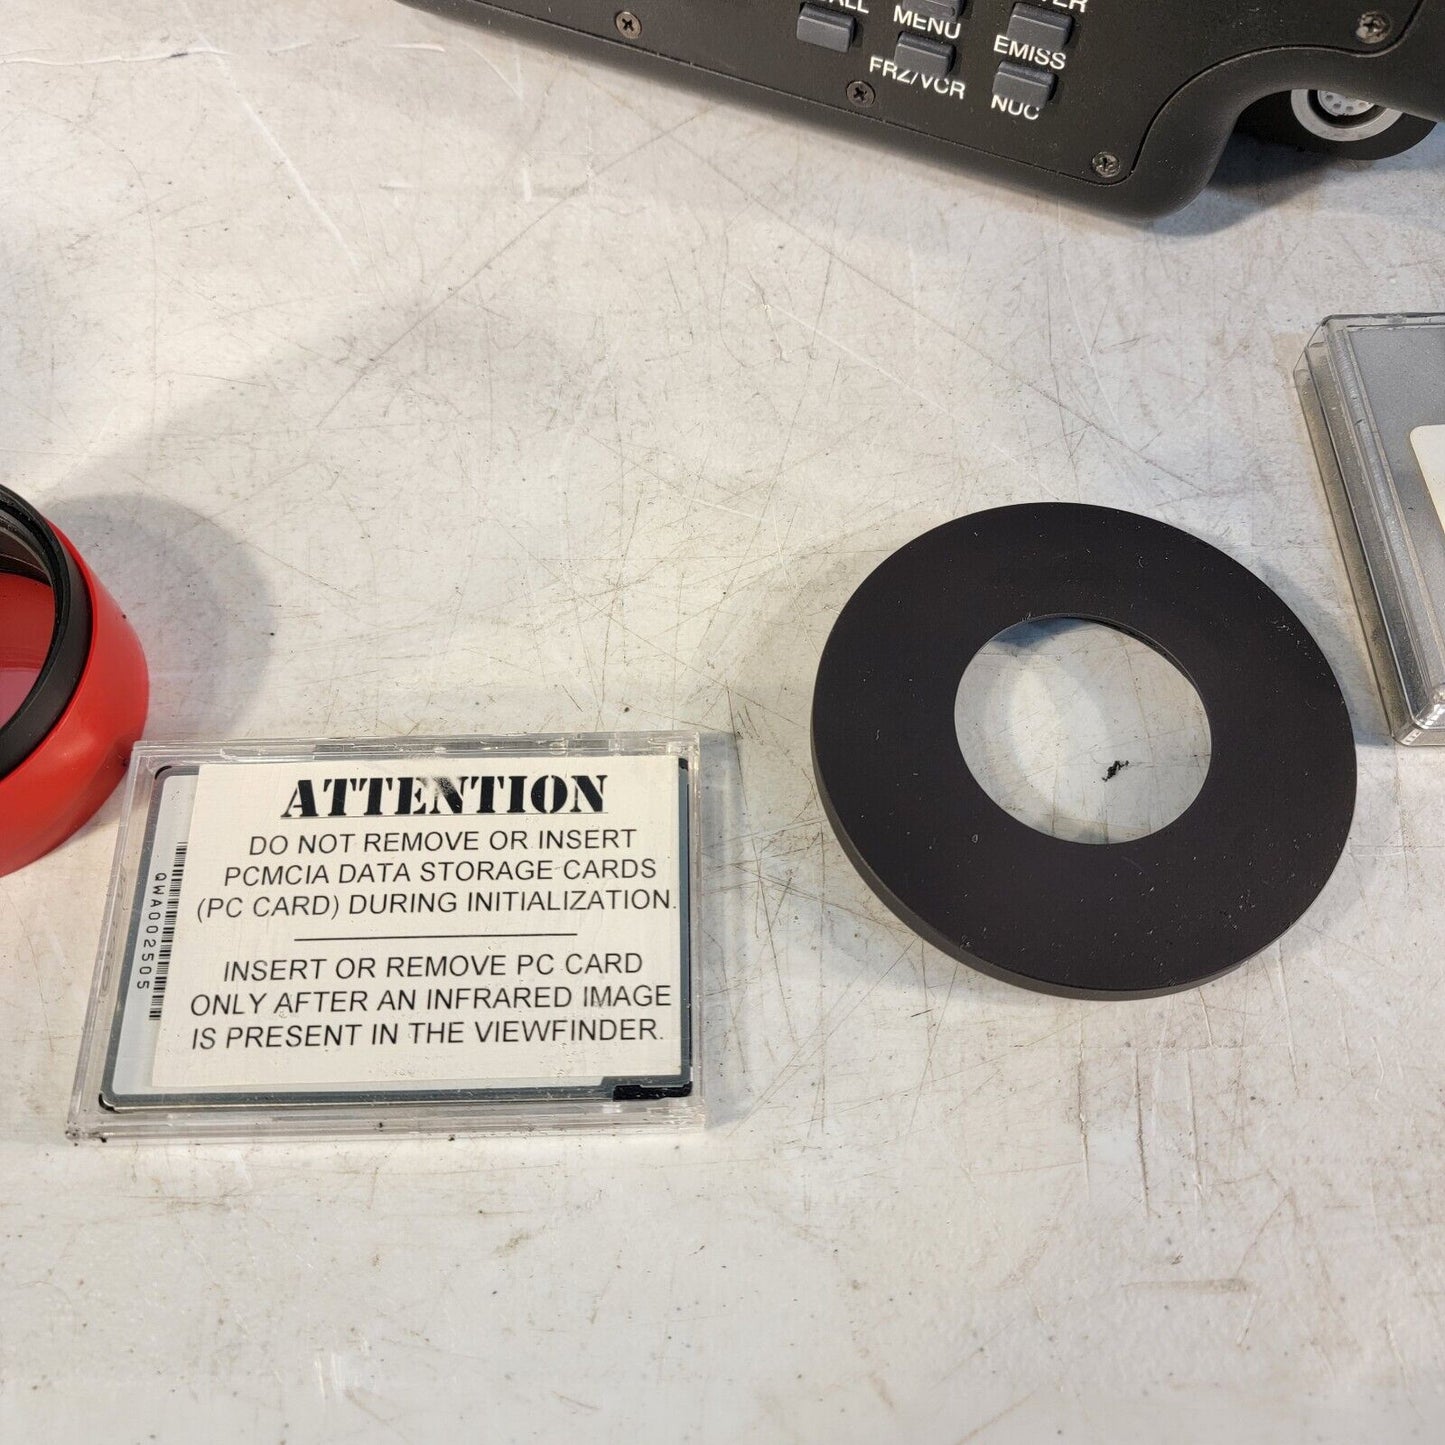 MENU
EMISS
FRZ/VCR
NUC
ATTENTION
DO NOT REMOVE OR INSERT
PCMCIA DATA STORAGE CARDS
(PC CARD) DURING INITIALIZATION.
INSERT OR REMOVE PC CARD
ONLY AFTER AN INFRARED IMAGE
IS PRESENT IN THE VIEWFINDER.
QWA002505